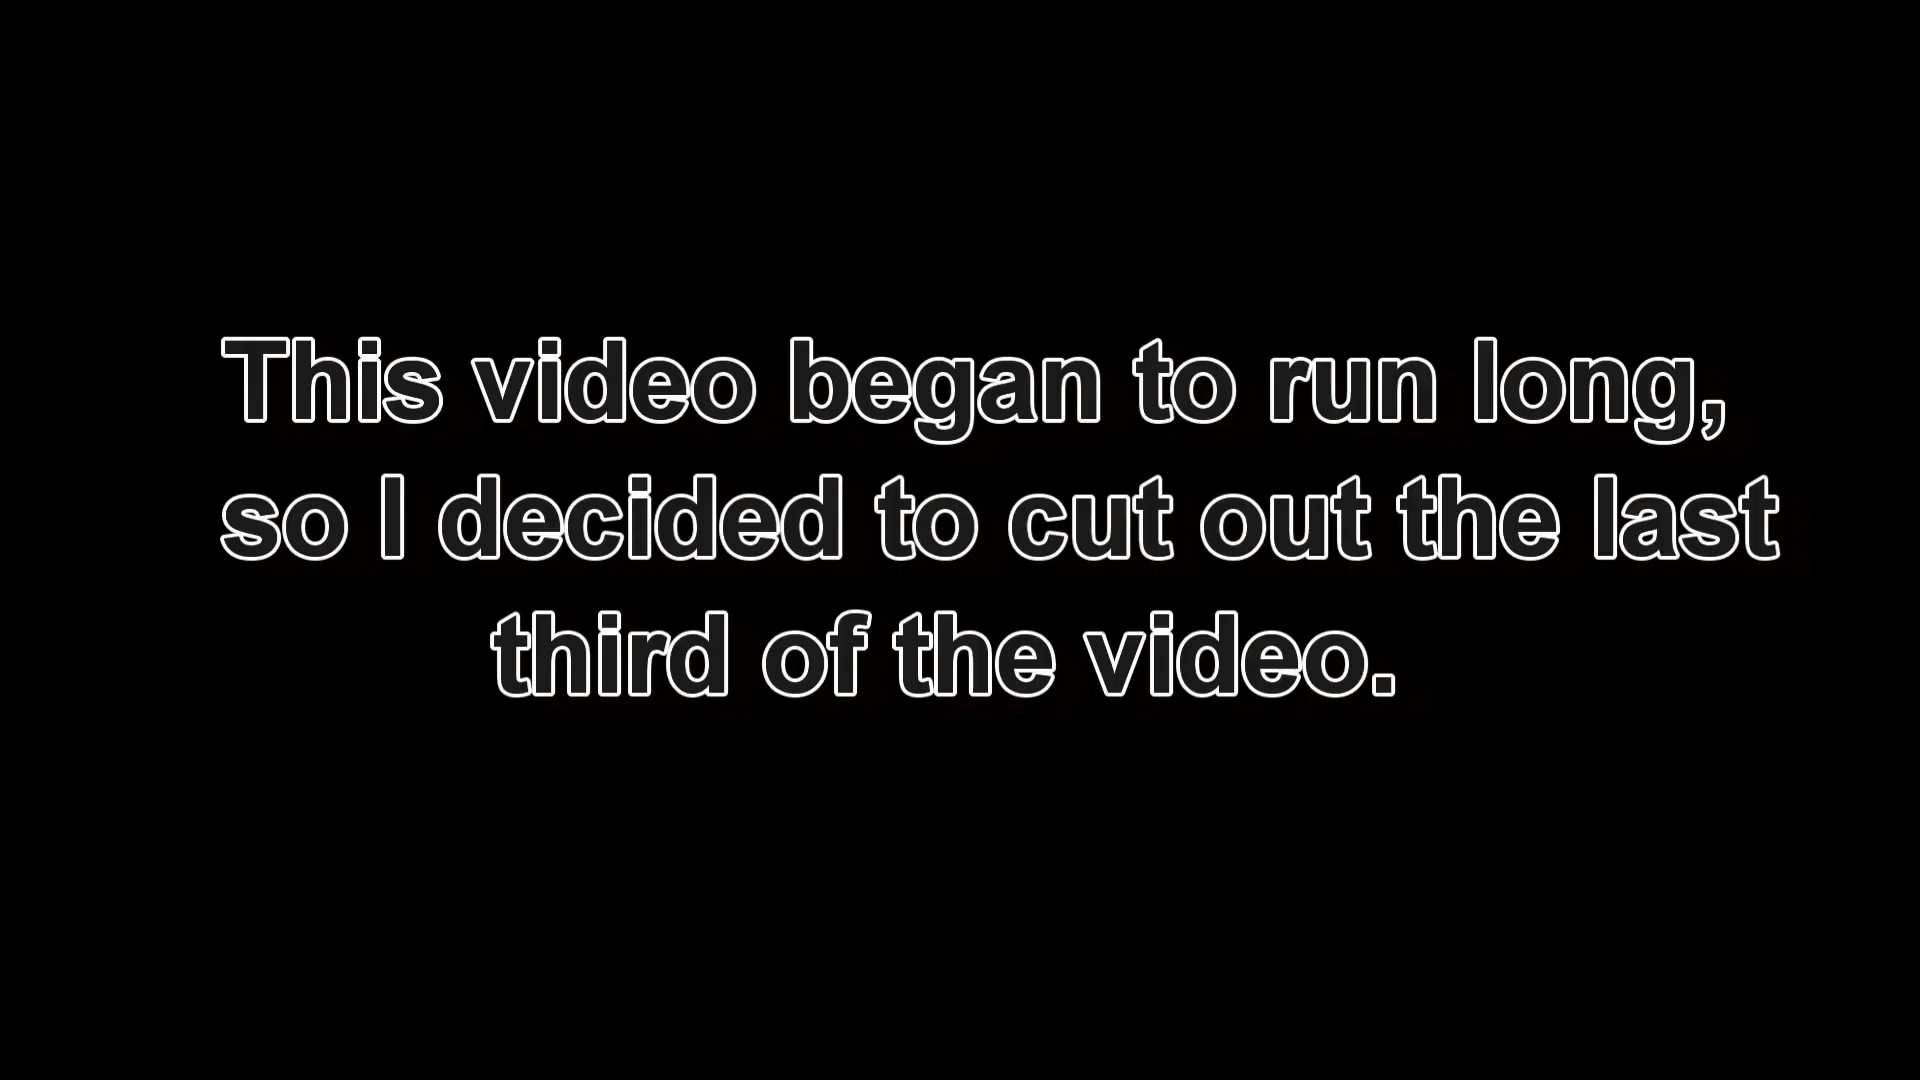 This video began to run long,
so I decided to cut out the last
third of the video.